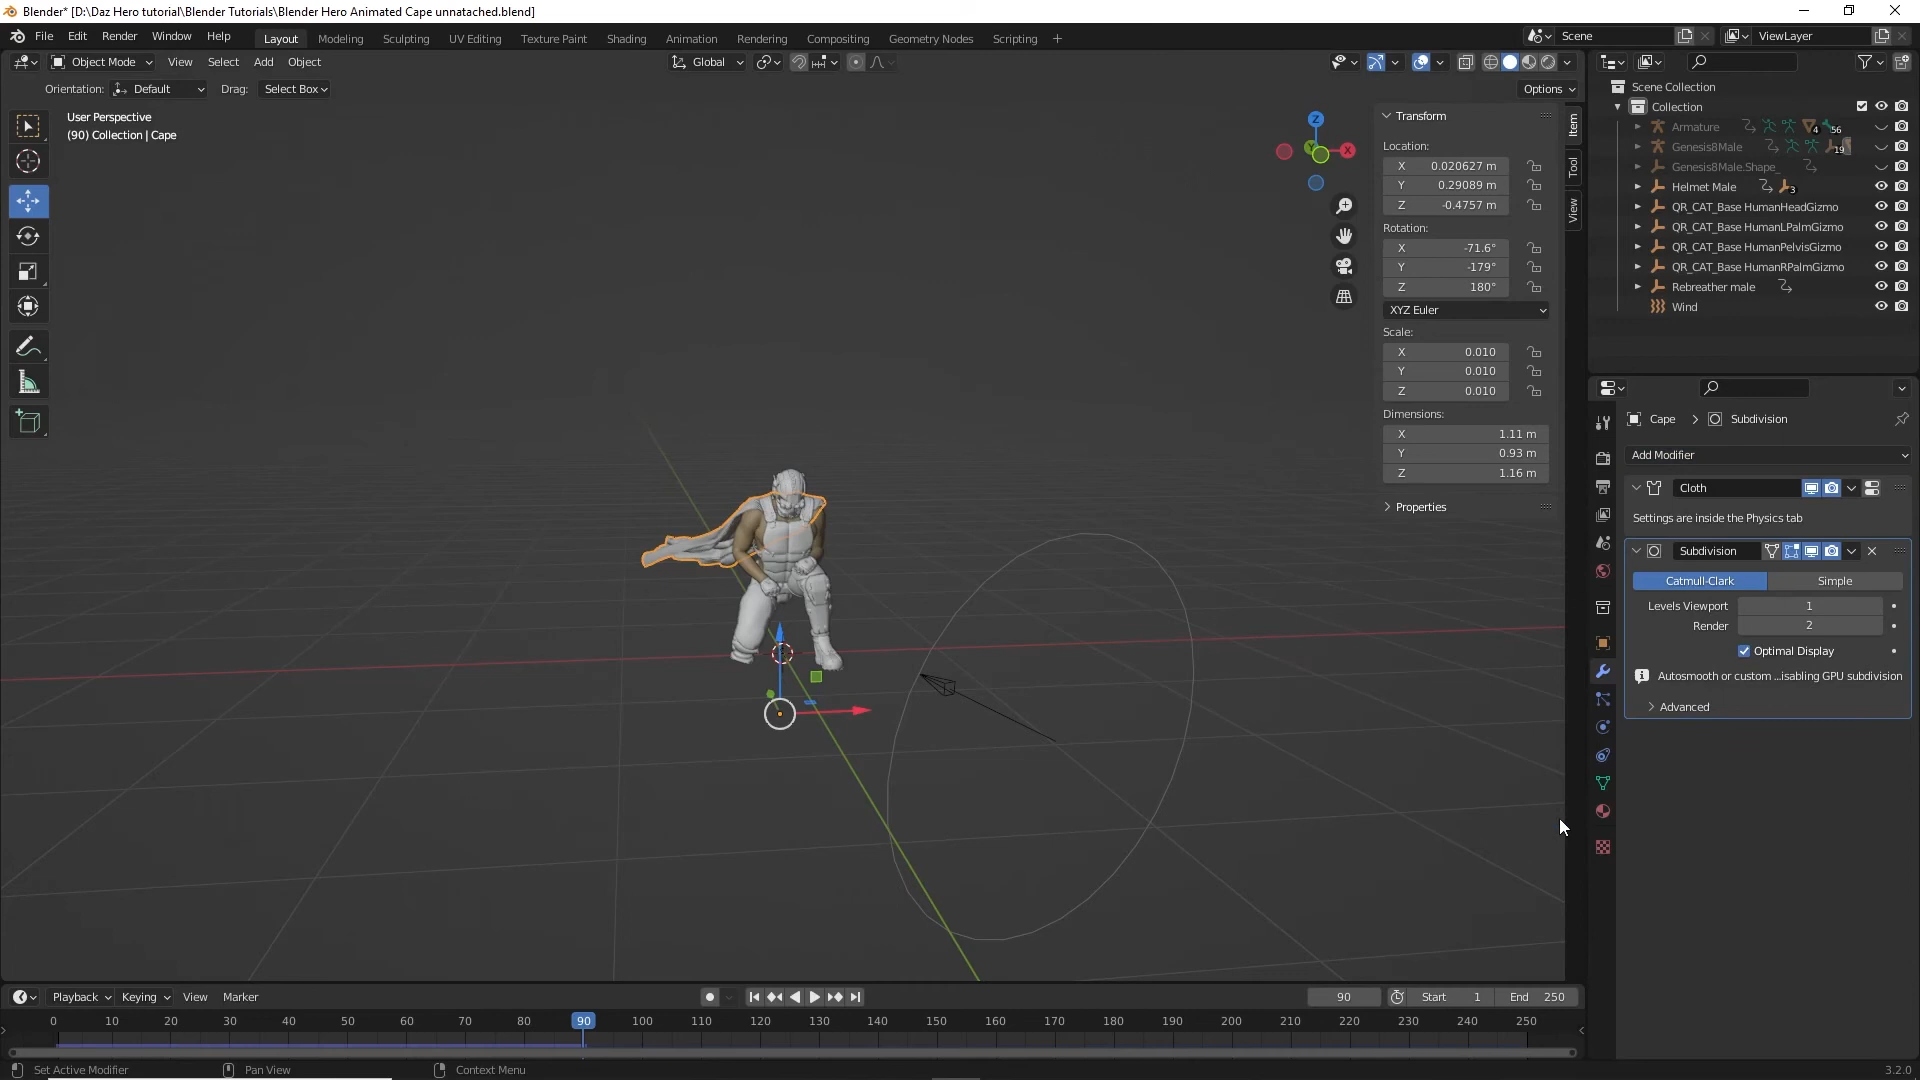 Blender* [D:\Daz Hero tutorial\Blender Tutorials\Blender Hero Animated Cape unnatached.blend]
File Edit Render Window Help Layout Modeling Sculpting UV Editing Texture Paint Shading Animation Rendering Compositing Geometry Nodes Scripting + Scene ViewLayer
Object Mode View Select Add Object Global
Orientation: Default Drag: Select Box Options
User Perspective
(90) Collection | Cape
Z
X
Y
Transform
Location:
X 0.020627 m
Y 0.29089 m
Z -0.4757 m
Rotation:
X -71.6°
Y -179°
Z 180°
XYZ Euler
Scale:
X 0.010
Y 0.010
Z 0.010
Dimensions:
X 1.11 m
Y 0.93 m
Z 1.16 m
Properties
Item
Tool
View
Scene Collection
Collection
Armature 4 56
Genesis8Male 19
Genesis8Male.Shape_
Helmet Male 3
QR_CAT_Base HumanHeadGizmo
QR_CAT_Base HumanLPalmGizmo
QR_CAT_Base HumanPelvisGizmo
QR_CAT_Base HumanRPalmGizmo
Rebreather male
Wind
Cape > Subdivision
Add Modifier
Cloth
Settings are inside the Physics tab
Subdivision
Catmull-Clark Simple
Levels Viewport 1
Render 2
Optimal Display
Autosmooth or custom ...isabling GPU subdivision
Advanced
Playback Keying View Marker 90 Start 1 End 250
0 10 20 30 40 50 60 70 80 90 100 110 120 130 140 150 160 170 180 190 200 210 220 230 240 250
Set Active Modifier Pan View Context Menu 3.2.0